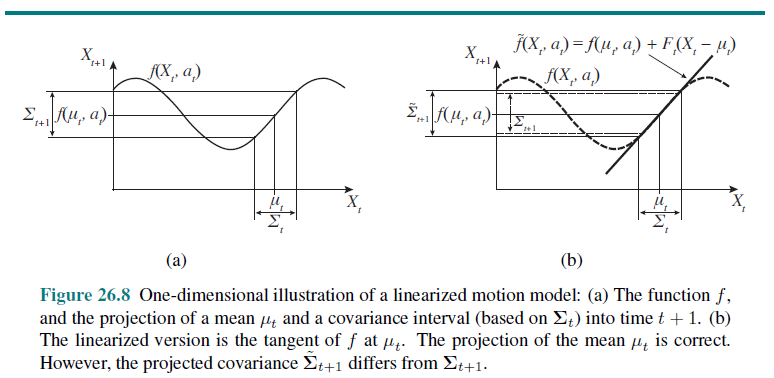 X_{t+1}
f(X_t, a_t)
Σ_{t+1}
f(μ_t, a_t)
μ_t
X_t
Σ_t
(a)
X_{t+1}
f̃(X_t, a_t) = f(μ_t, a_t) + F_t(X_t − μ_t)
f(X_t, a_t)
Σ̃_{t+1}
f(μ_t, a_t)
Σ_{t+1}
μ_t
X_t
Σ_t
(b)
Figure 26.8 One-dimensional illustration of a linearized motion model: (a) The function f,
and the projection of a mean μ_t and a covariance interval (based on Σ_t) into time t + 1. (b)
The linearized version is the tangent of f at μ_t. The projection of the mean μ_t is correct.
However, the projected covariance Σ̃_{t+1} differs from Σ_{t+1}.